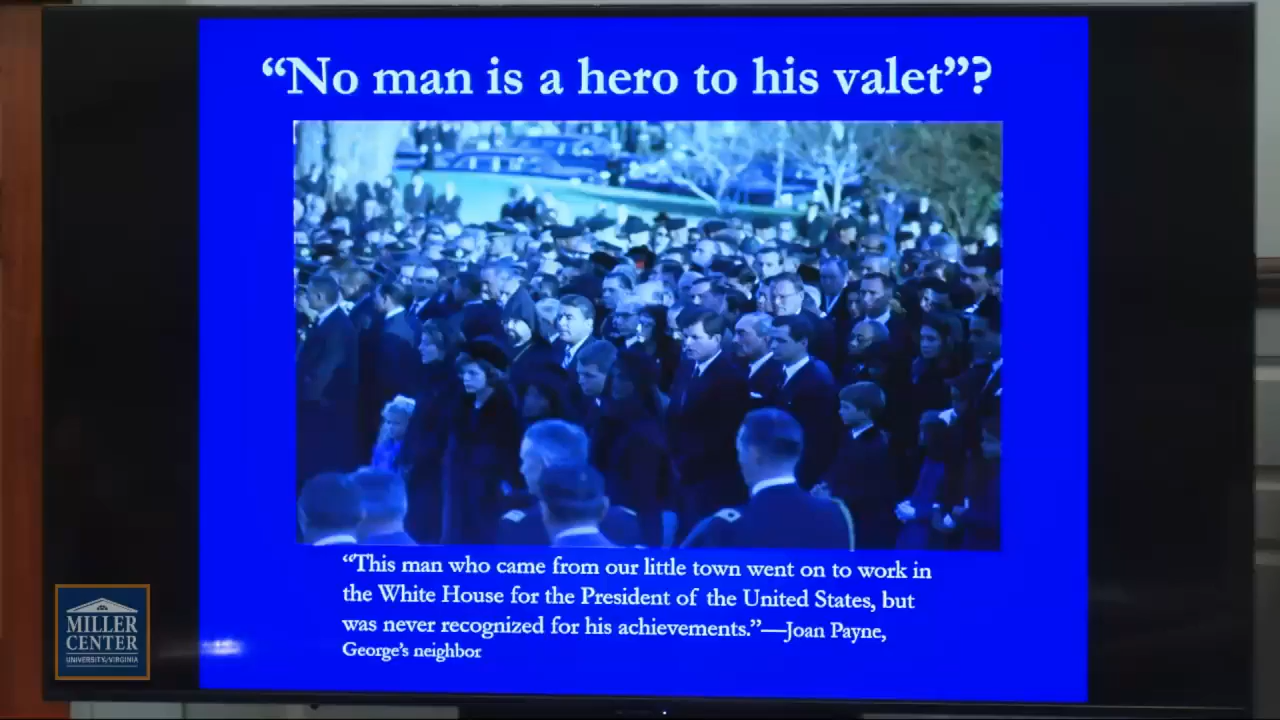 “No man is a hero to his valet”?
“This man who came from our little town went on to work in
the White House for the President of the United States, but
was never recognized for his achievements.”—Joan Payne,
George’s neighbor
MILLER
CENTER
UNIVERSITY of VIRGINIA